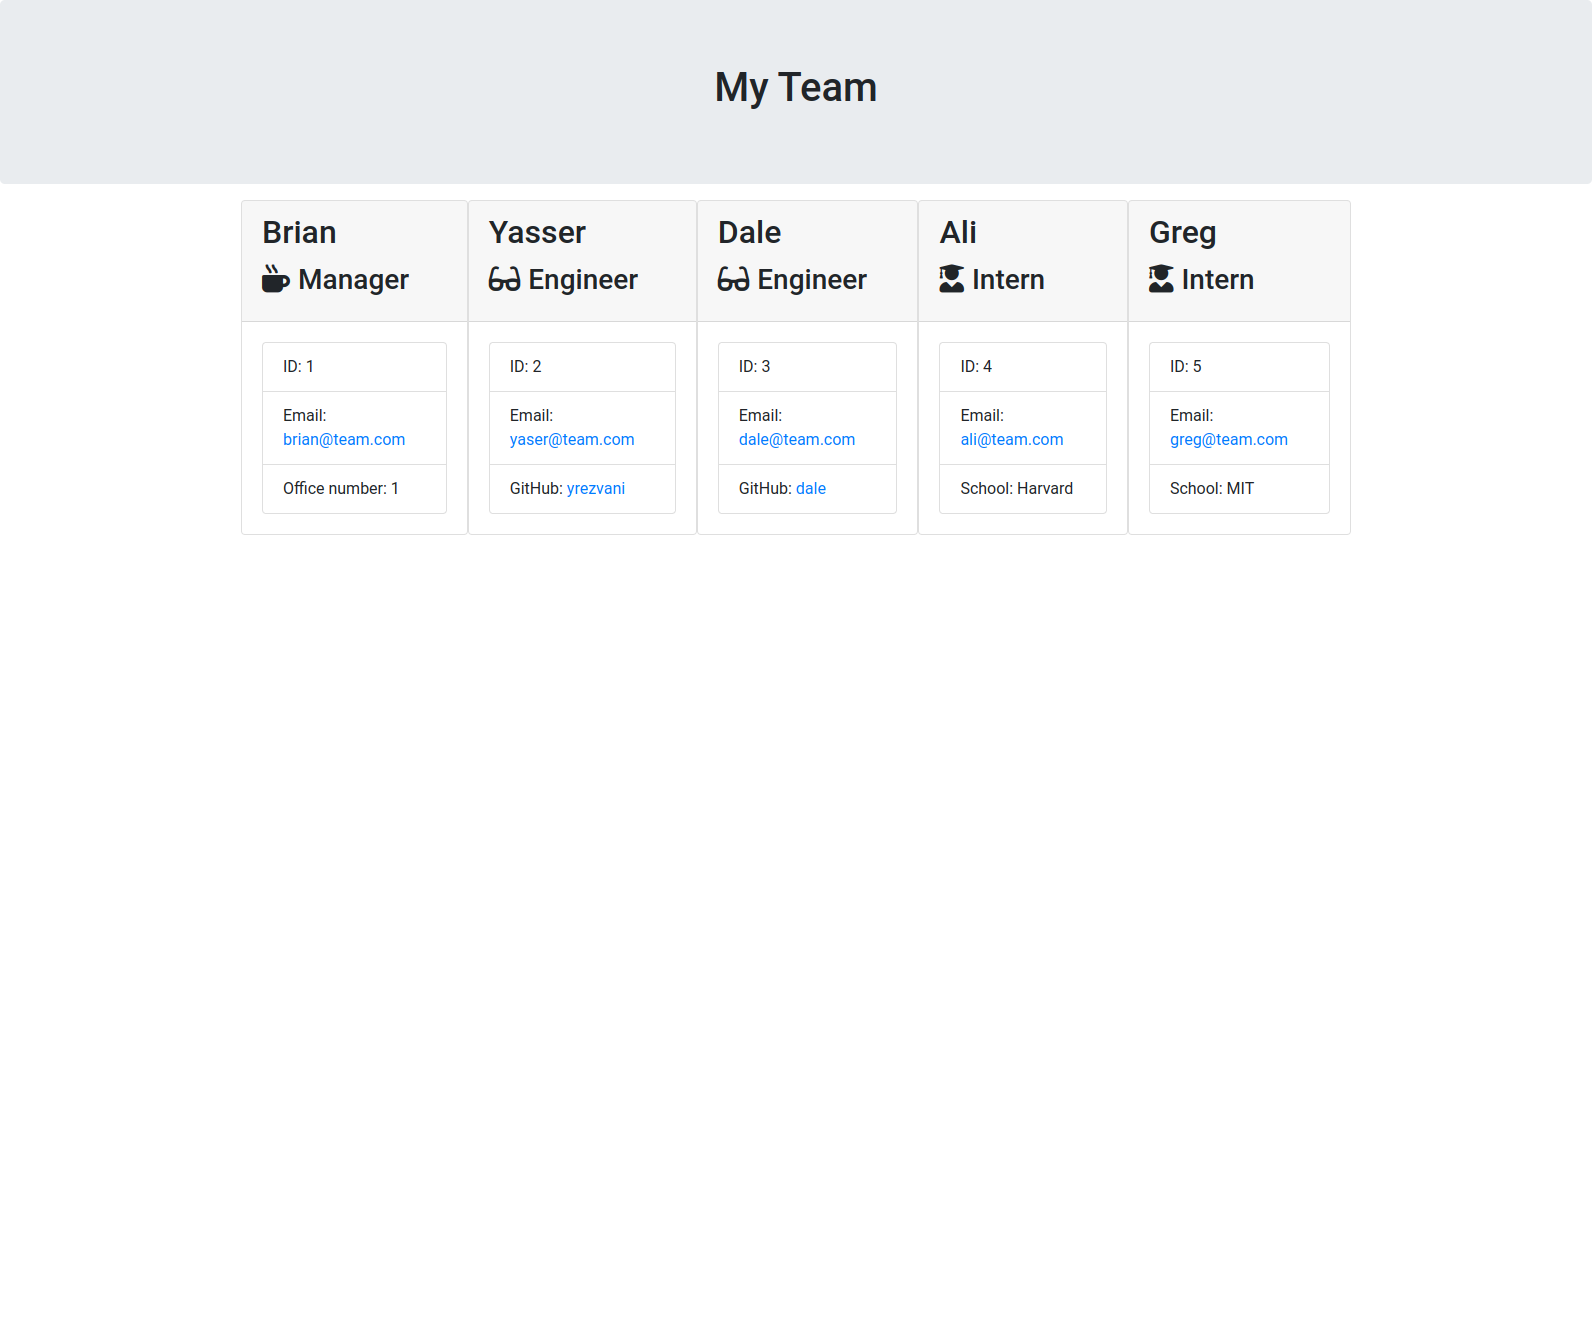 My Team
Brian
Manager
ID: 1
Email:
brian@team.com
Office number: 1
Yasser
Engineer
ID: 2
Email:
yaser@team.com
GitHub: yrezvani
Dale
Engineer
ID: 3
Email:
dale@team.com
GitHub: dale
Ali
Intern
ID: 4
Email:
ali@team.com
School: Harvard
Greg
Intern
ID: 5
Email:
greg@team.com
School: MIT